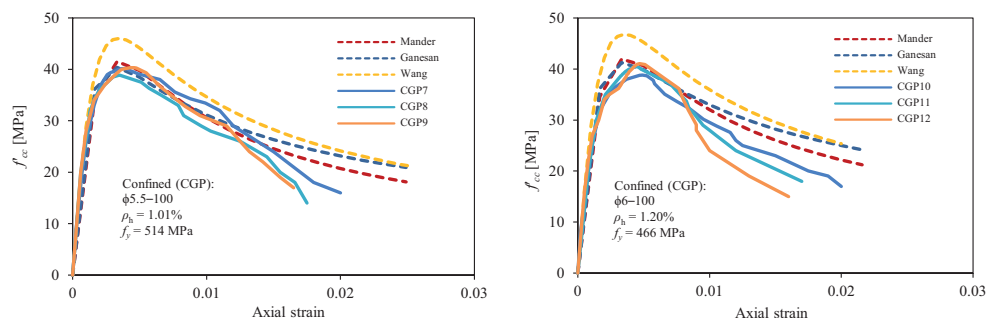 50
40
30
20
10
0
f'cc [MPa]
0
0.01
0.02
0.03
Axial strain
Mander
Ganesan
Wang
CGP7
CGP8
CGP9
Confined (CGP):
ϕ5.5–100
ρh = 1.01%
fy = 514 MPa
50
40
30
20
10
0
f'cc [MPa]
0
0.01
0.02
0.03
Axial strain
Mander
Ganesan
Wang
CGP10
CGP11
CGP12
Confined (CGP):
ϕ6–100
ρh = 1.20%
fy = 466 MPa